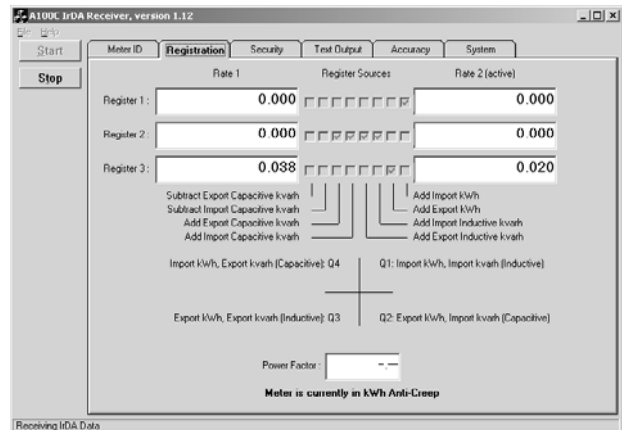 A100C IrDA Receiver, version 1.12
File Help
Start
Stop
Meter ID Registration Security Text Output Accuracy System
Rate 1 Register Sources Rate 2 (active)
Register 1 : 0.000 0.000
Register 2 : 0.000 0.000
Register 3 : 0.038 0.020
Subtract Export Capacitive kvarh Add Import kWh
Subtract Import Capacitive kvarh Add Export kWh
Add Export Capacitive kvarh Add Import Inductive kvarh
Add Import Capacitive kvarh Add Export Inductive kvarh
Import kWh, Export kvarh (Capacitive): Q4 Q1: Import kWh, Import kvarh (Inductive)
Export kWh, Export kvarh (Inductive): Q3 Q2: Export kWh, Import kvarh (Capacitive)
Power Factor : -.--
Meter is currently in kWh Anti-Creep
Receiving IrDA Data